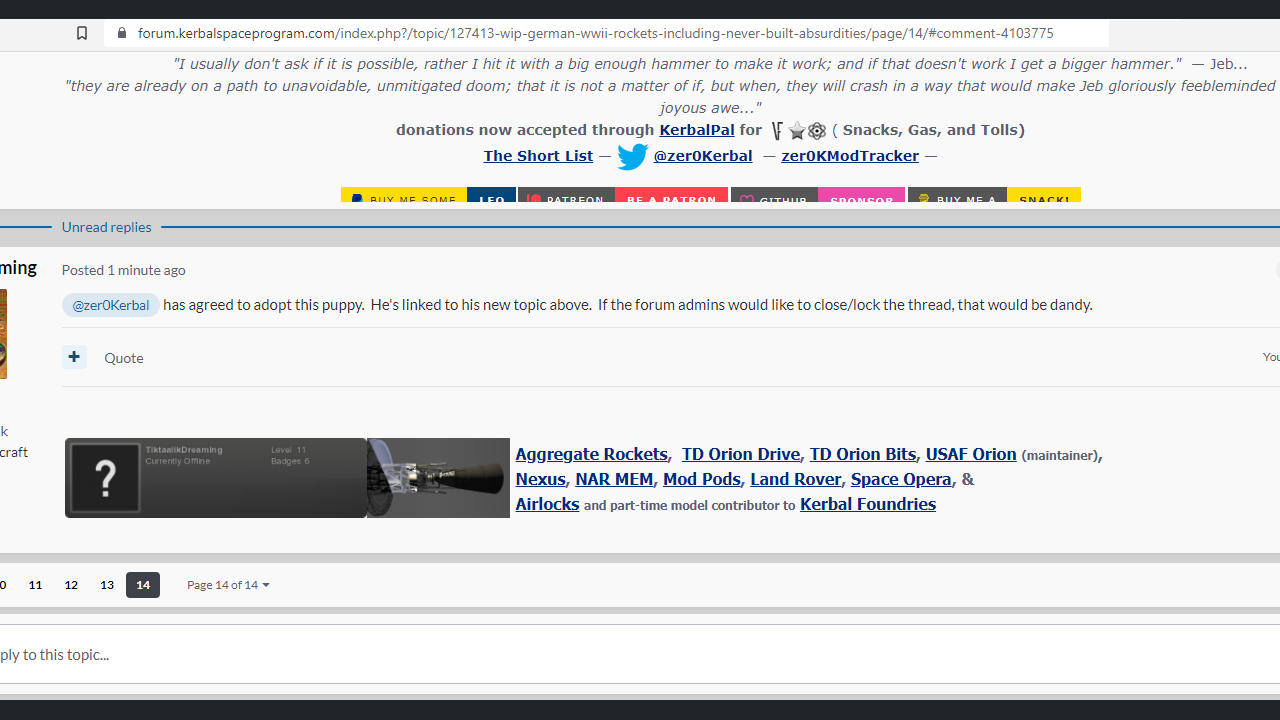 forum.kerbalspaceprogram.com/index.php?/topic/127413-wip-german-wwii-rockets-including-never-built-absurdities/page/14/#comment-4103775
"I usually don't ask if it is possible, rather I hit it with a big enough hammer to make it work; and if that doesn't work I get a bigger hammer." — Jeb...
"they are already on a path to unavoidable, unmitigated doom; that it is not a matter of if, but when, they will crash in a way that would make Jeb gloriously feebleminded
joyous awe..."
donations now accepted through KerbalPal for ( Snacks, Gas, and Tolls)
The Short List — @zer0Kerbal — zer0KModTracker —
BUY ME SOME LFO PATREON BE A PATRON GITHUB SPONSOR BUY ME A SNACK!
Unread replies
ming
Posted 1 minute ago
@zer0Kerbal has agreed to adopt this puppy. He's linked to his new topic above. If the forum admins would like to close/lock the thread, that would be dandy.
+ Quote
You
k
craft
TiktaalikDreaming Level 11
Currently Offline Badges 6
?
Aggregate Rockets, TD Orion Drive, TD Orion Bits, USAF Orion (maintainer),
Nexus, NAR MEM, Mod Pods, Land Rover, Space Opera, &
Airlocks and part-time model contributor to Kerbal Foundries
0 11 12 13 14 Page 14 of 14
ply to this topic...